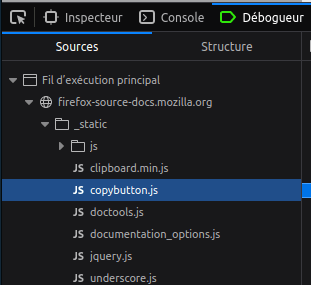 Inspecteur Console Débogueur
Sources Structure
Fil d'exécution principal
firefox-source-docs.mozilla.org
_static
js
JS clipboard.min.js
JS copybutton.js
JS doctools.js
JS documentation_options.js
JS jquery.js
JS underscore.js